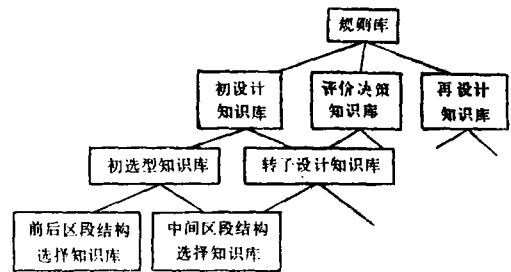 规则库
初设计
知识库
评价决策
知识库
再设计
知识库
初选型知识库
转子设计知识库
前后区段结构
选择知识库
中间区段结构
选择知识库